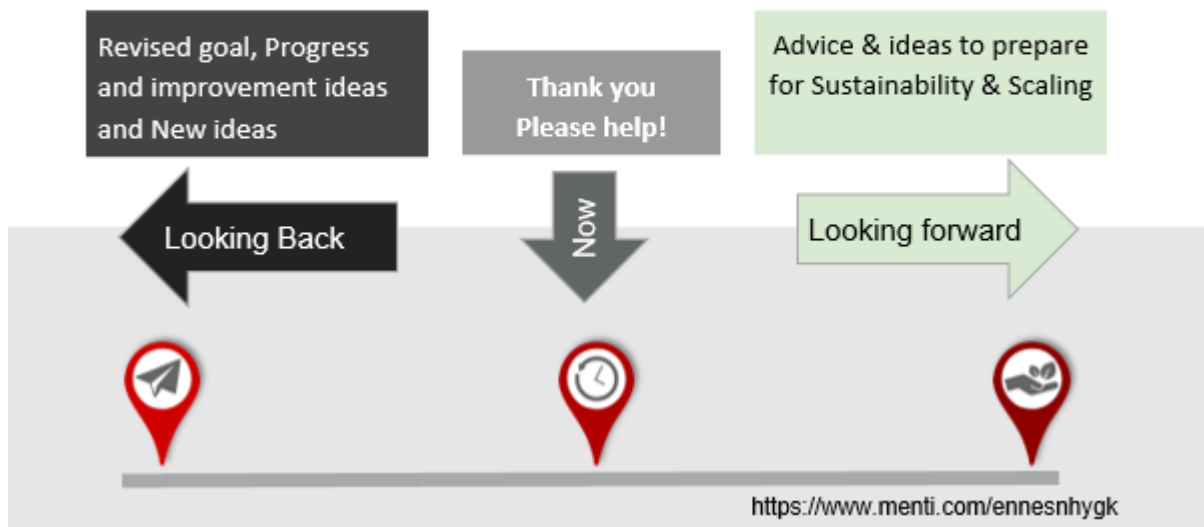 Revised goal, Progress
and improvement ideas
and New ideas
Thank you
Please help!
Advice & ideas to prepare
for Sustainability & Scaling
Looking Back
Now
Looking forward
https://www.menti.com/ennesnhygk